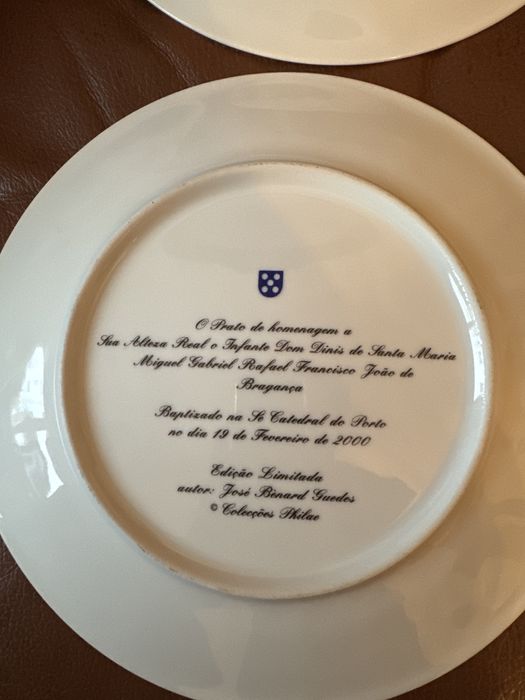 O Prato de homenagem a
Sua Alteza Real o Infante Dom Dinis de Santa Maria
Miguel Gabriel Rafael Francisco João de
Bragança
Baptizado na Sé Catedral do Porto
no dia 19 de Fevereiro de 2000
Edição Limitada
autor: José Bènard Guedes
© Colecções Philae